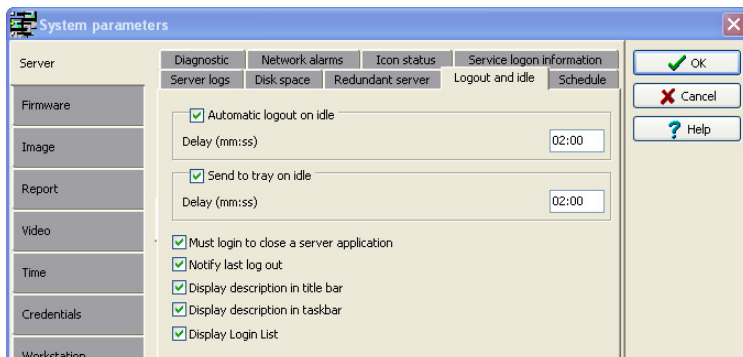 System parameters
Server
Firmware
Image
Report
Video
Time
Credentials
Workstation
Diagnostic Network alarms Icon status Service logon information
Server logs Disk space Redundant server Logout and idle Schedule
Automatic logout on idle
Delay (mm:ss) 02:00
Send to tray on idle
Delay (mm:ss) 02:00
Must login to close a server application
Notify last log out
Display description in title bar
Display description in taskbar
Display Login List
OK
Cancel
Help